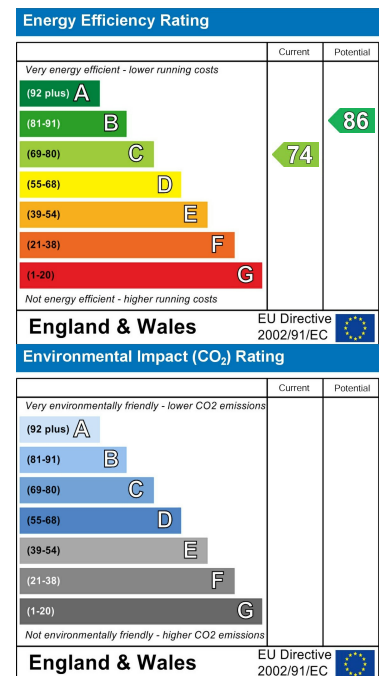 Energy Efficiency Rating
Current Potential
Very energy efficient - lower running costs
(92 plus) A
(81-91) B
86
(69-80) C
74
(55-68) D
(39-54) E
(21-38) F
(1-20) G
Not energy efficient - higher running costs
England & Wales
EU Directive
2002/91/EC
Environmental Impact (CO₂) Rating
Current Potential
Very environmentally friendly - lower CO2 emissions
(92 plus) A
(81-91) B
(69-80) C
(55-68) D
(39-54) E
(21-38) F
(1-20) G
Not environmentally friendly - higher CO2 emissions
England & Wales
EU Directive
2002/91/EC